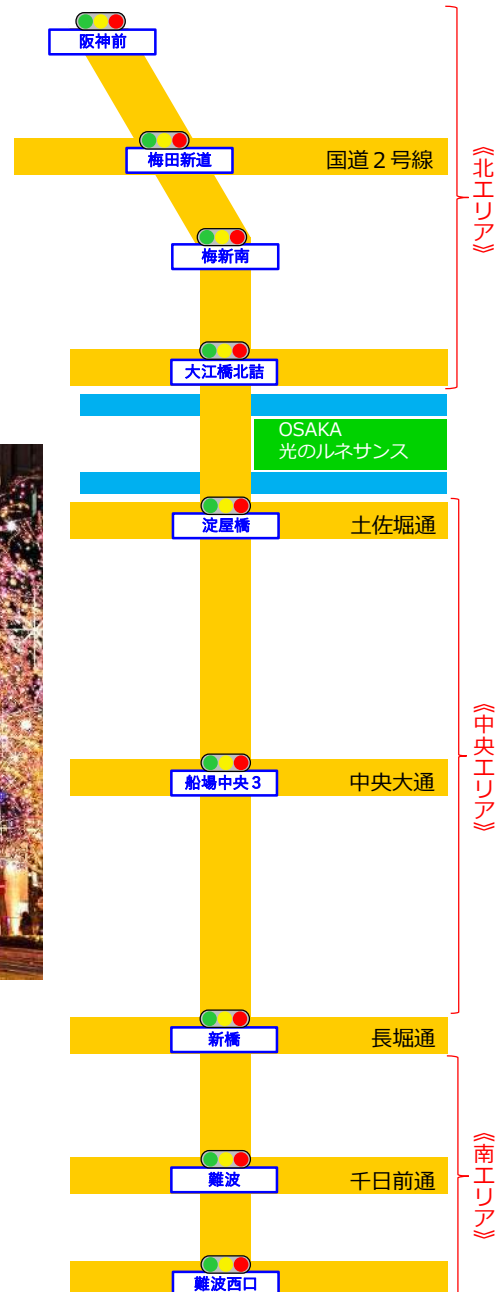 阪神前
梅田新道
国道２号線
《北エリア》
梅新南
大江橋北詰
OSAKA
光のルネサンス
淀屋橋
土佐堀通
船場中央３
中央大通
《中央エリア》
新橋
長堀通
難波
千日前通
《南エリア》
難波西口